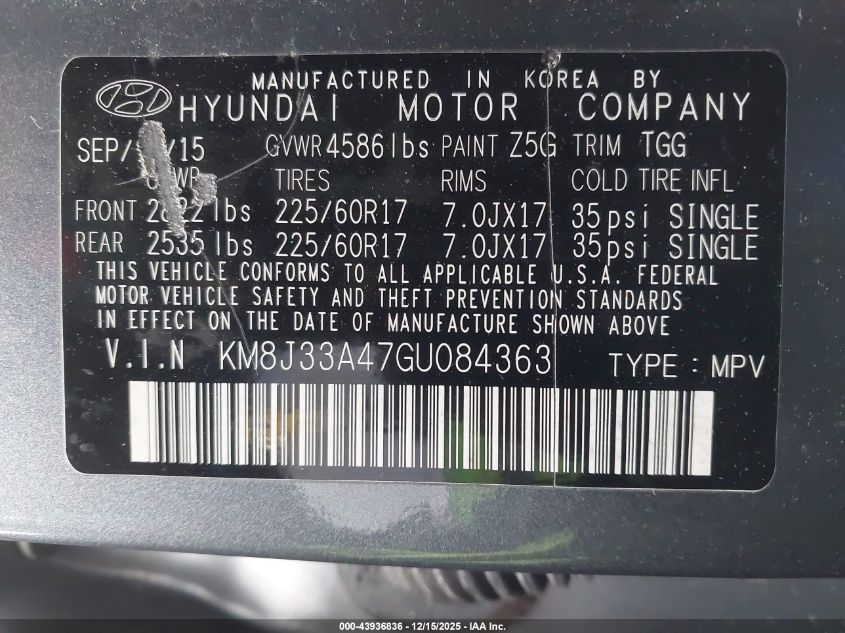 MANUFACTURED IN KOREA BY
HYUNDAI MOTOR COMPANY
SEP/ /15 GVWR 4586 lbs PAINT Z5G TRIM TGG
TIRES RIMS COLD TIRE INFL
FRONT 2822 lbs 225/60R17 7.0JX17 35psi SINGLE
REAR 2535 lbs 225/60R17 7.0JX17 35psi SINGLE
THIS VEHICLE CONFORMS TO ALL APPLICABLE U.S.A. FEDERAL
MOTOR VEHICLE SAFETY AND THEFT PREVENTION STANDARDS
IN EFFECT ON THE DATE OF MANUFACTURE SHOWN ABOVE.
V.I.N KM8J33A47GU084363 TYPE : MPV
000-43936836 - 12/15/2025 - IAA Inc.